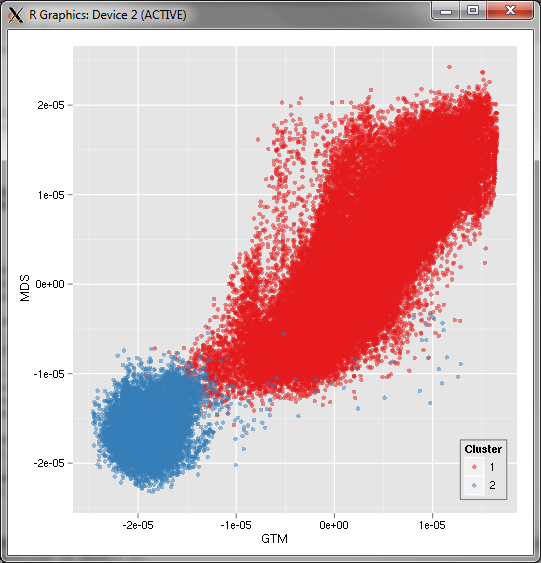 R Graphics: Device 2 (ACTIVE)
2e-05
1e-05
0e+00
-1e-05
-2e-05
MDS
-2e-05
-1e-05
0e+00
1e-05
GTM
Cluster
1
2